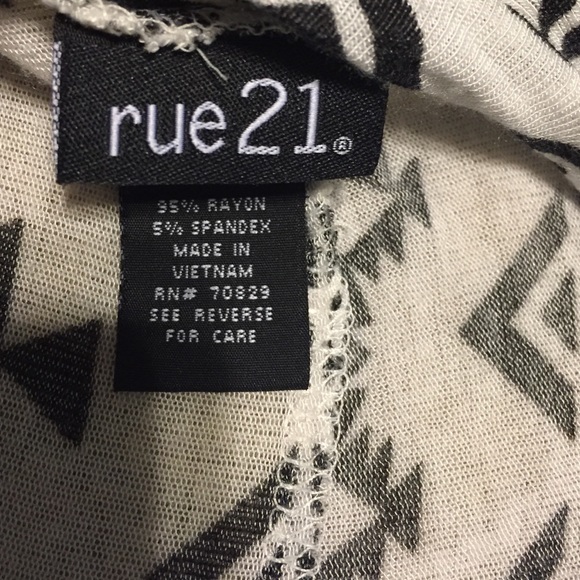 rue21®
95% RAYON
5% SPANDEX
MADE IN
VIETNAM
RN# 70829
SEE REVERSE
FOR CARE